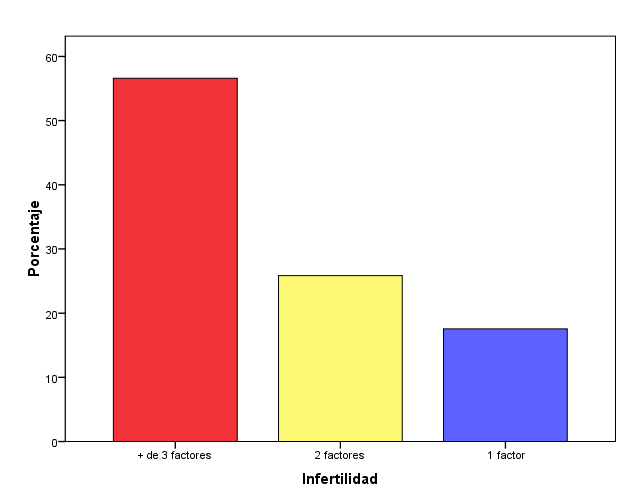 60
50
40
30
20
10
0
Porcentaje
+ de 3 factores
2 factores
1 factor
Infertilidad